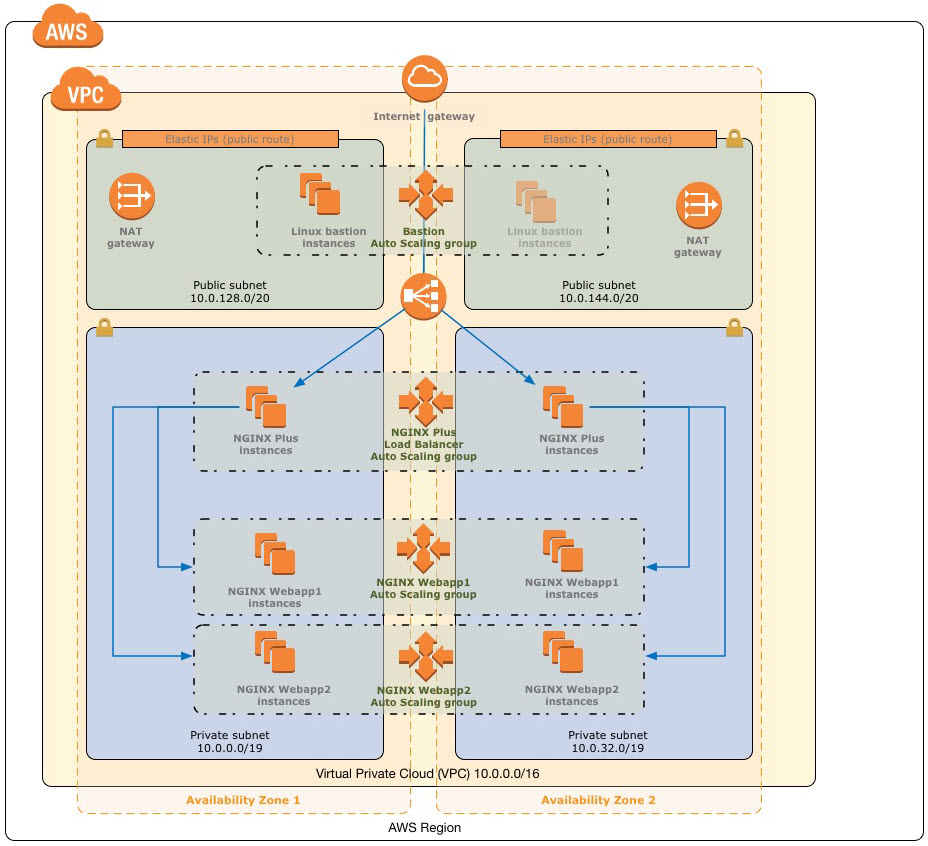 AWS
VPC
Internet gateway
Elastic IPs (public route)
Elastic IPs (public route)
NAT
gateway
Linux bastion
instances
Bastion
Auto Scaling group
Linux bastion
instances
NAT
gateway
Public subnet
10.0.128.0/20
Public subnet
10.0.144.0/20
NGINX Plus
instances
NGINX Plus
Load Balancer
Auto Scaling group
NGINX Plus
instances
NGINX Webapp1
instances
NGINX Webapp1
Auto Scaling group
NGINX Webapp1
instances
NGINX Webapp2
instances
NGINX Webapp2
Auto Scaling group
NGINX Webapp2
instances
Private subnet
10.0.0.0/19
Private subnet
10.0.32.0/19
Virtual Private Cloud (VPC) 10.0.0.0/16
Availability Zone 1
Availability Zone 2
AWS Region